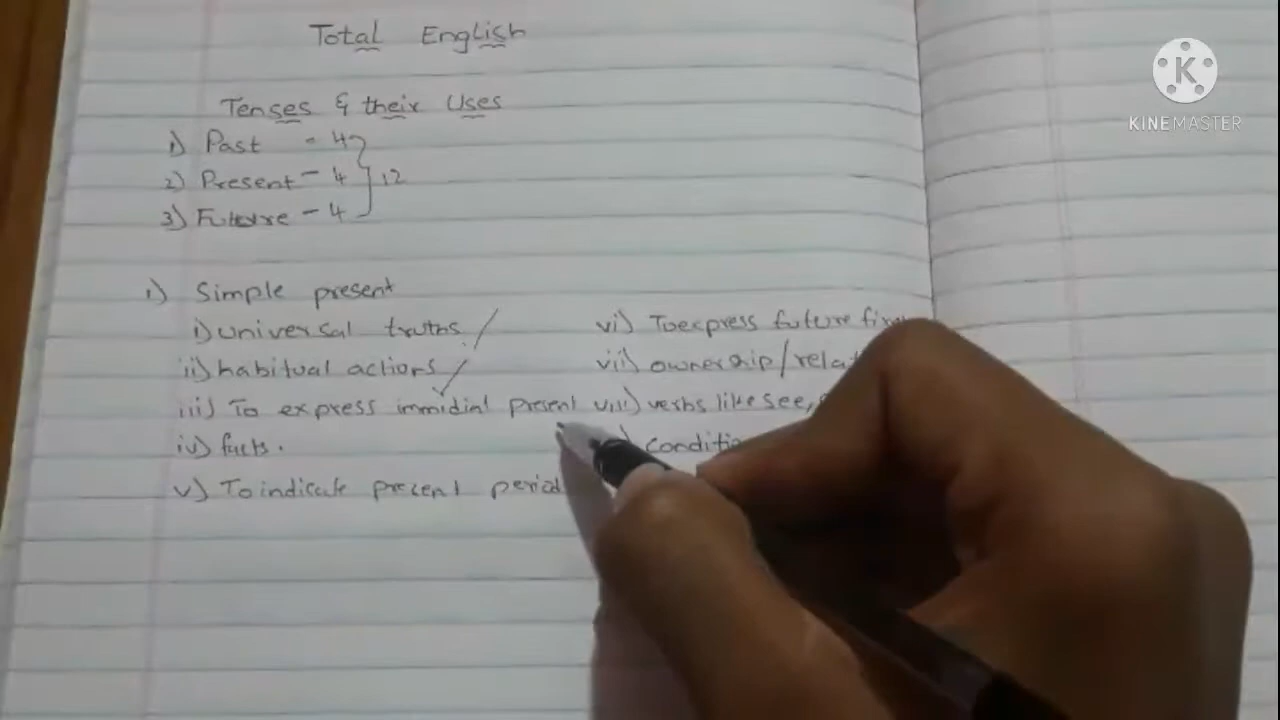 Total English
Tenses & their Uses
1) Past - 4
2) Present - 4
12
3) Future - 4
1) Simple present
i) universal truths
ii) habitual actions
iii) To express immidial present
iv) facts.
v) To indicate present period
vi) To express future
vii) ownership/
viii) verbs like see,
KINEMASTER